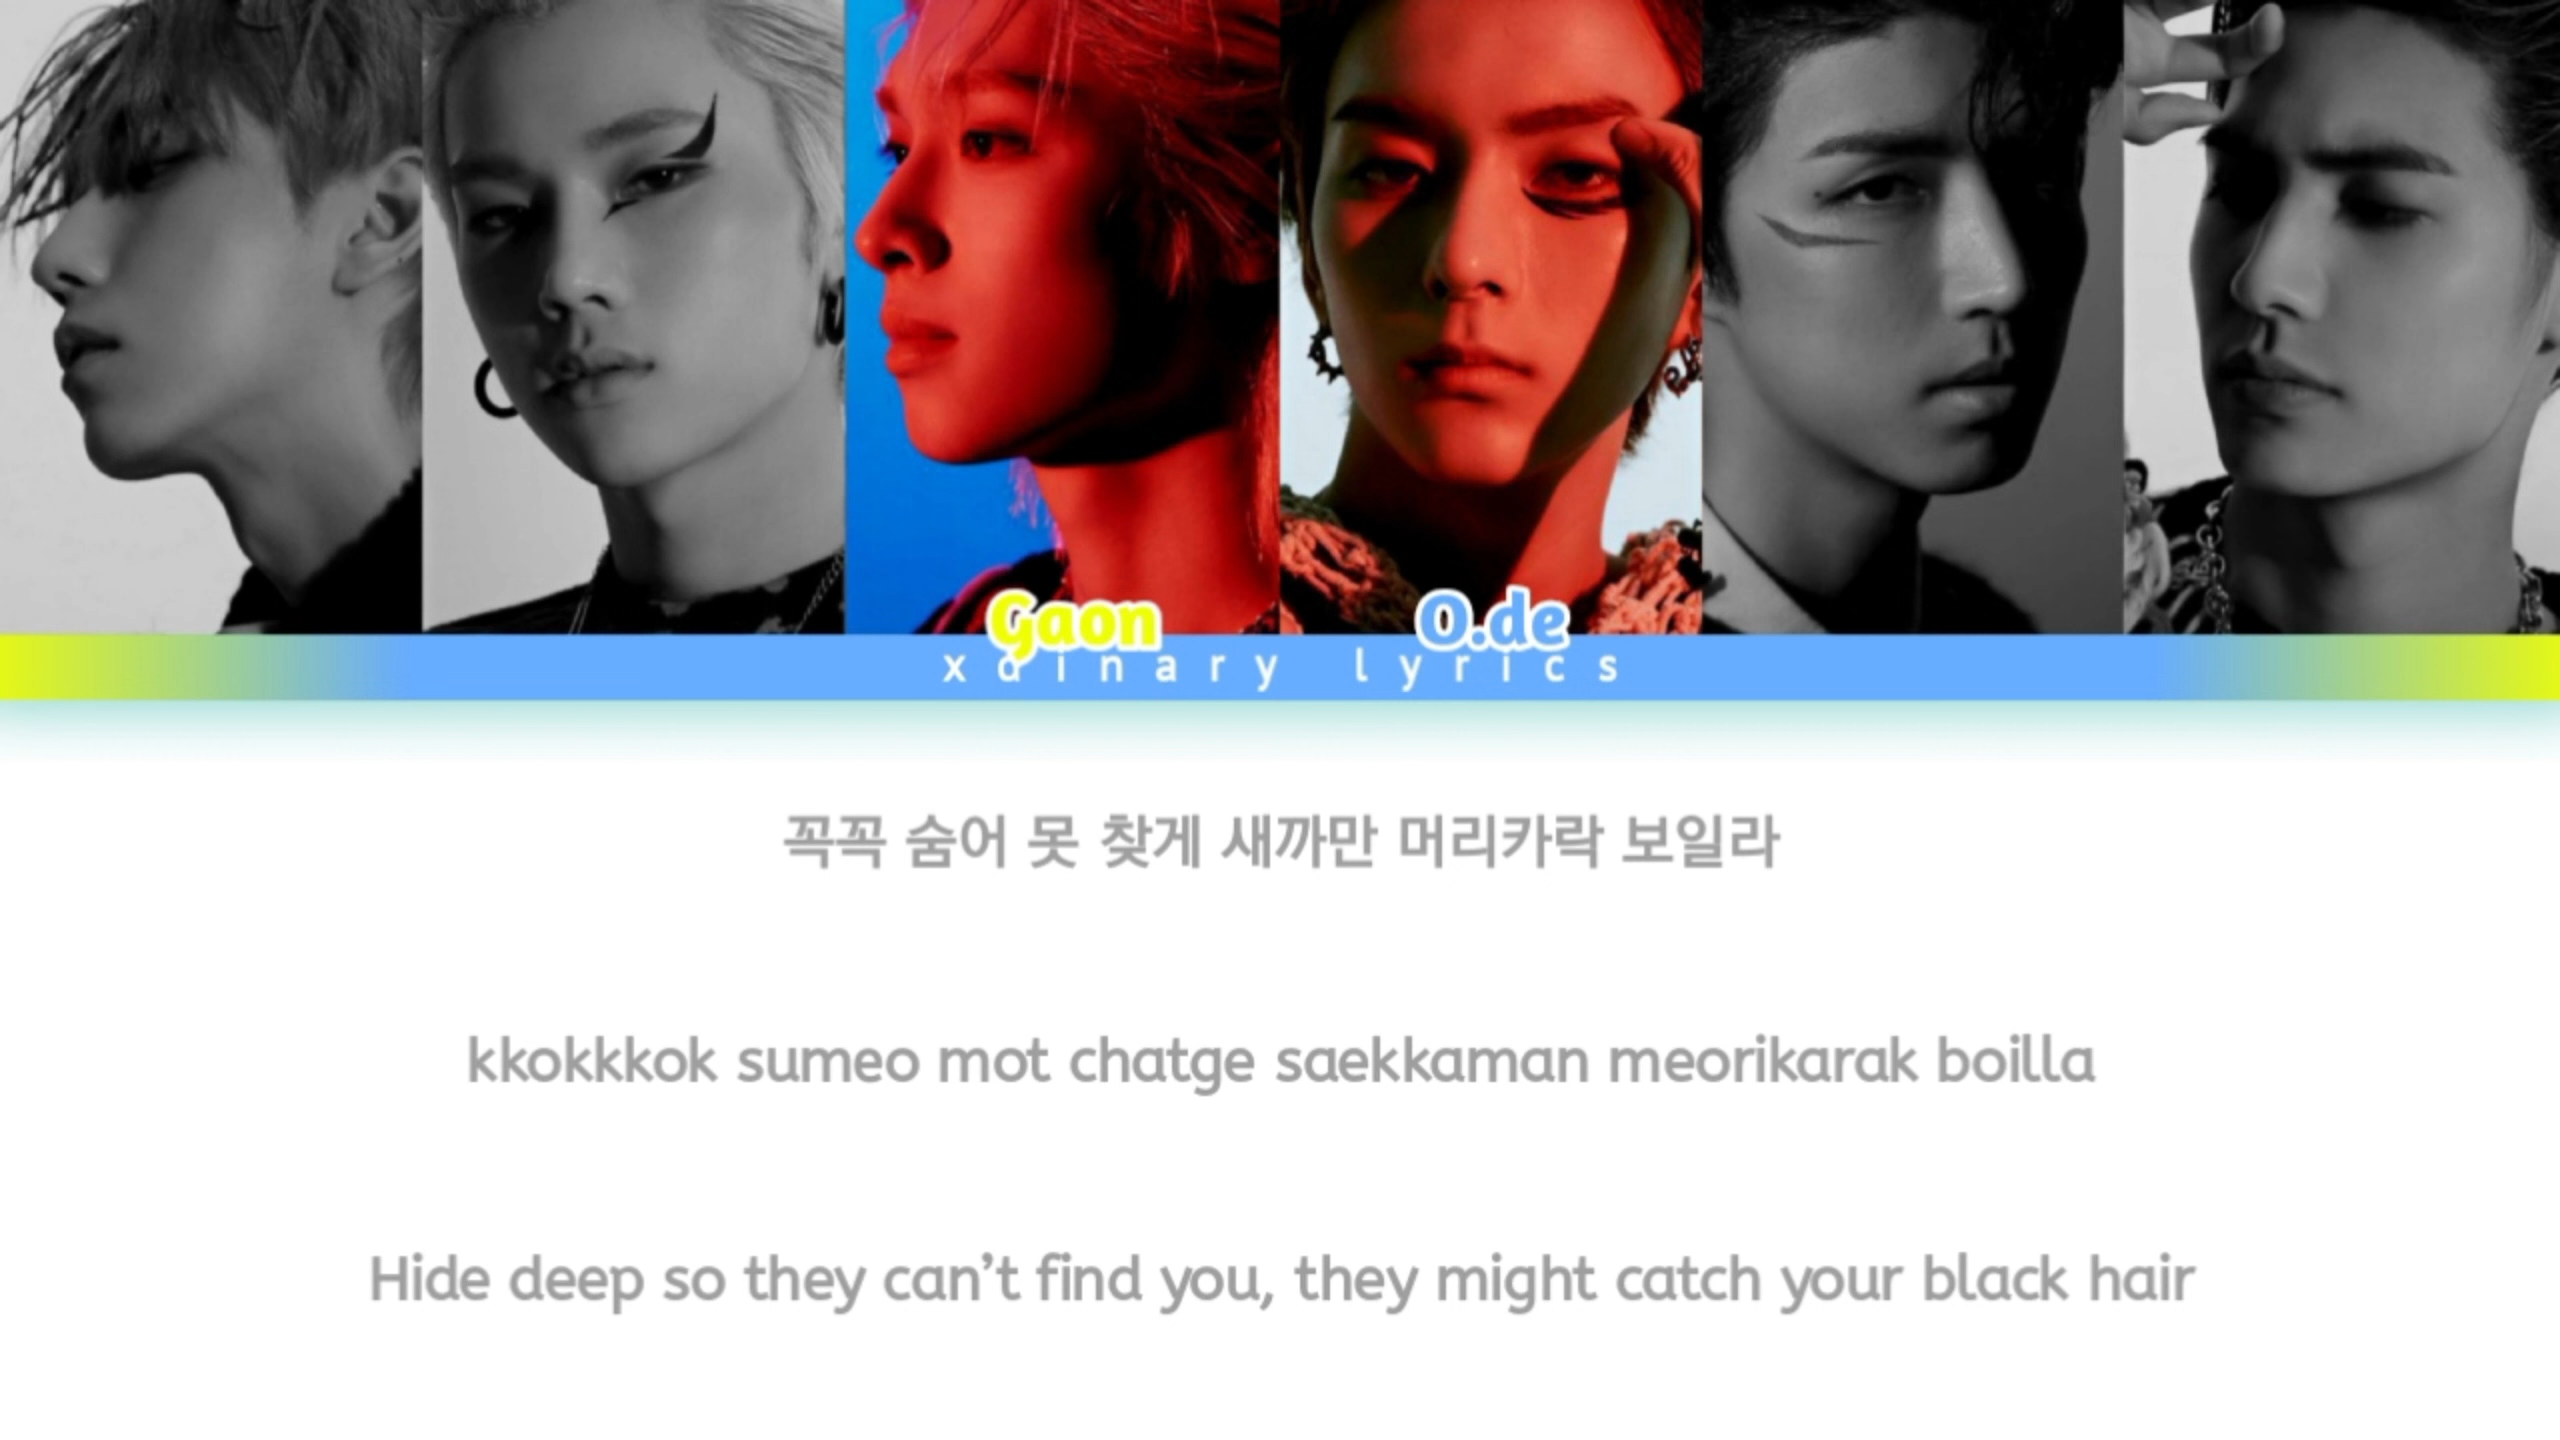 Gaon O.de
xdinary lyrics
꼭꼭 숨어 못 찾게 새까만 머리카락 보일라
kkokkkok sumeo mot chatge saekkaman meorikarak boilla
Hide deep so they can’t find you, they might catch your black hair